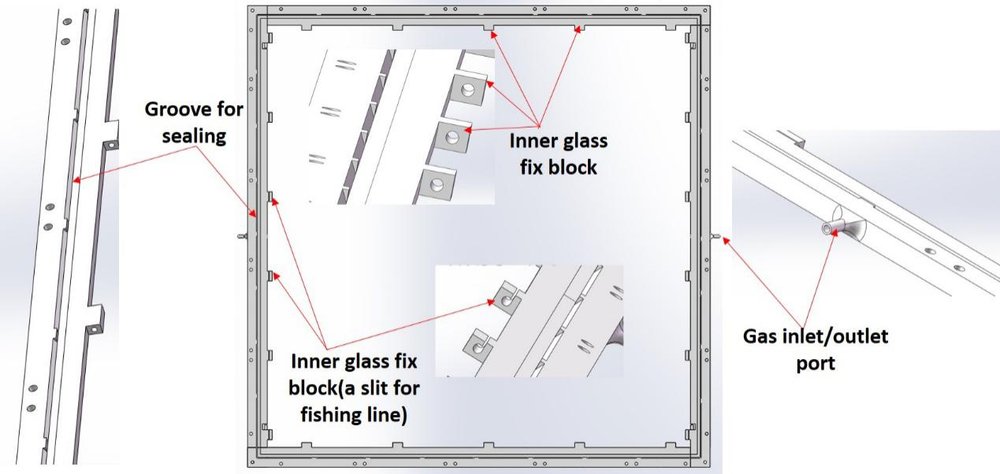 Groove for
sealing
Inner glass
fix block
Inner glass fix
block(a slit for
fishing line)
Gas inlet/outlet
port